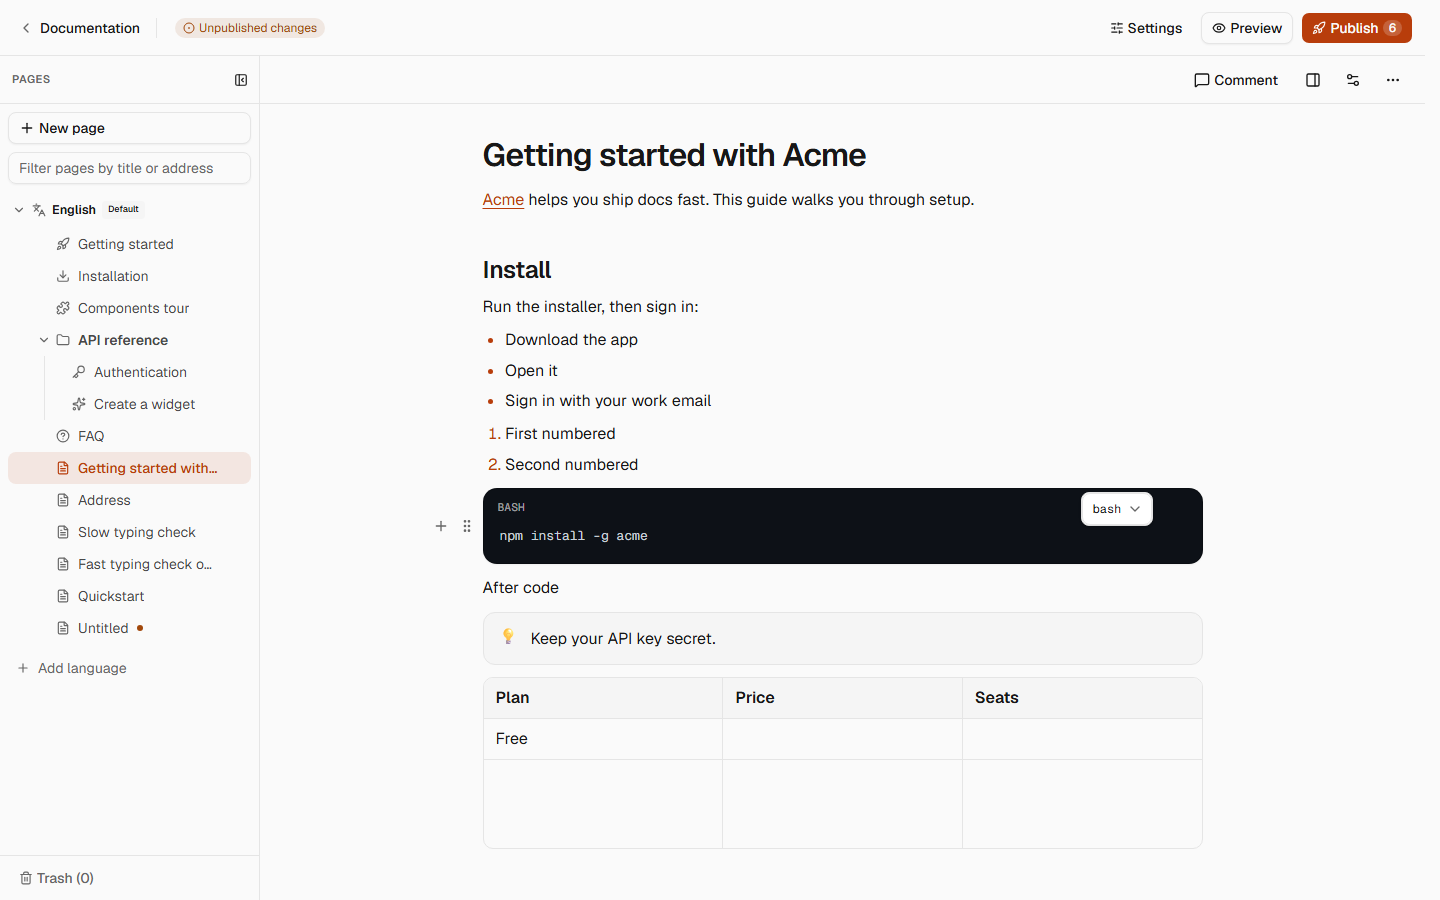 Documentation
Unpublished changes
Settings
Preview
Publish 6
PAGES
Comment
New page
Filter pages by title or address
English Default
Getting started
Installation
Components tour
API reference
Authentication
Create a widget
FAQ
Getting started with...
Address
Slow typing check
Fast typing check o...
Quickstart
Untitled
Add language
Trash (0)
Getting started with Acme
Acme helps you ship docs fast. This guide walks you through setup.
Install
Run the installer, then sign in:
• Download the app
• Open it
• Sign in with your work email
1. First numbered
2. Second numbered
BASH
bash
npm install -g acme
After code
Keep your API key secret.
Plan Price Seats
Free